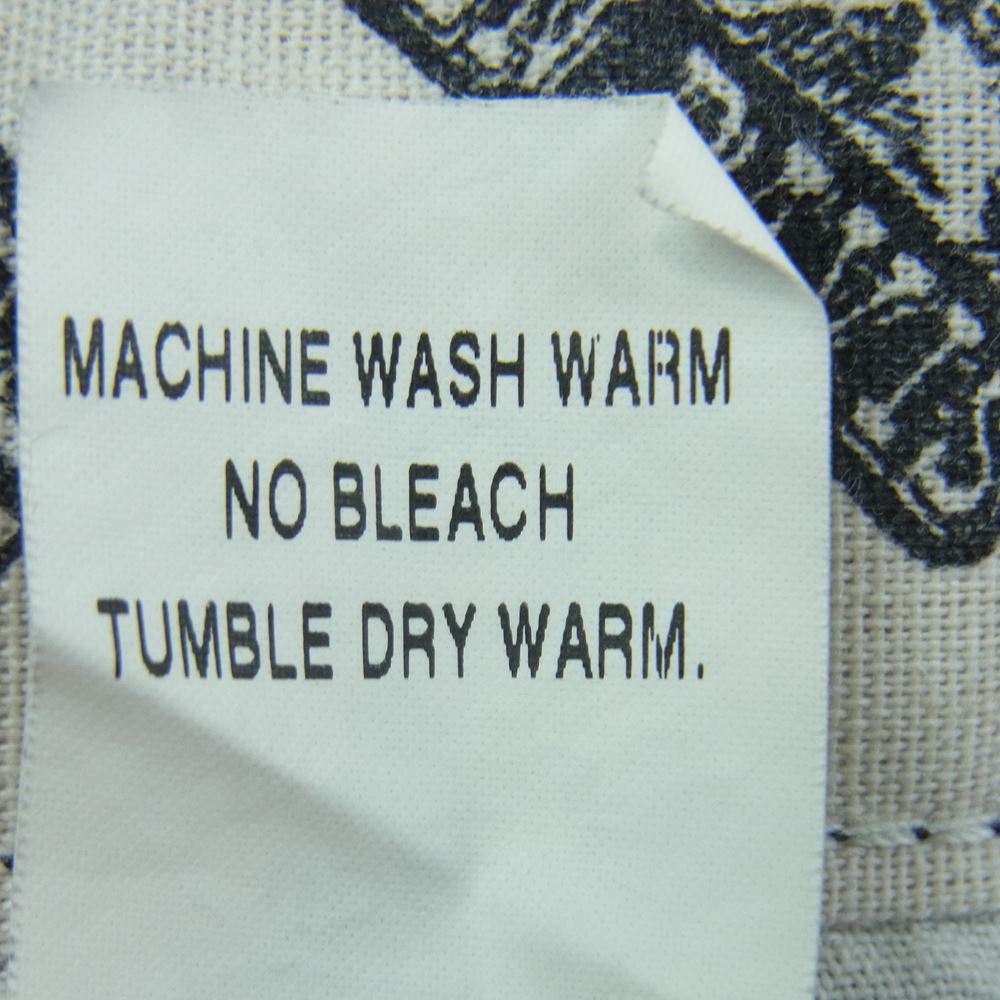 MACHINE WASH WARM
NO BLEACH
TUMBLE DRY WARM.